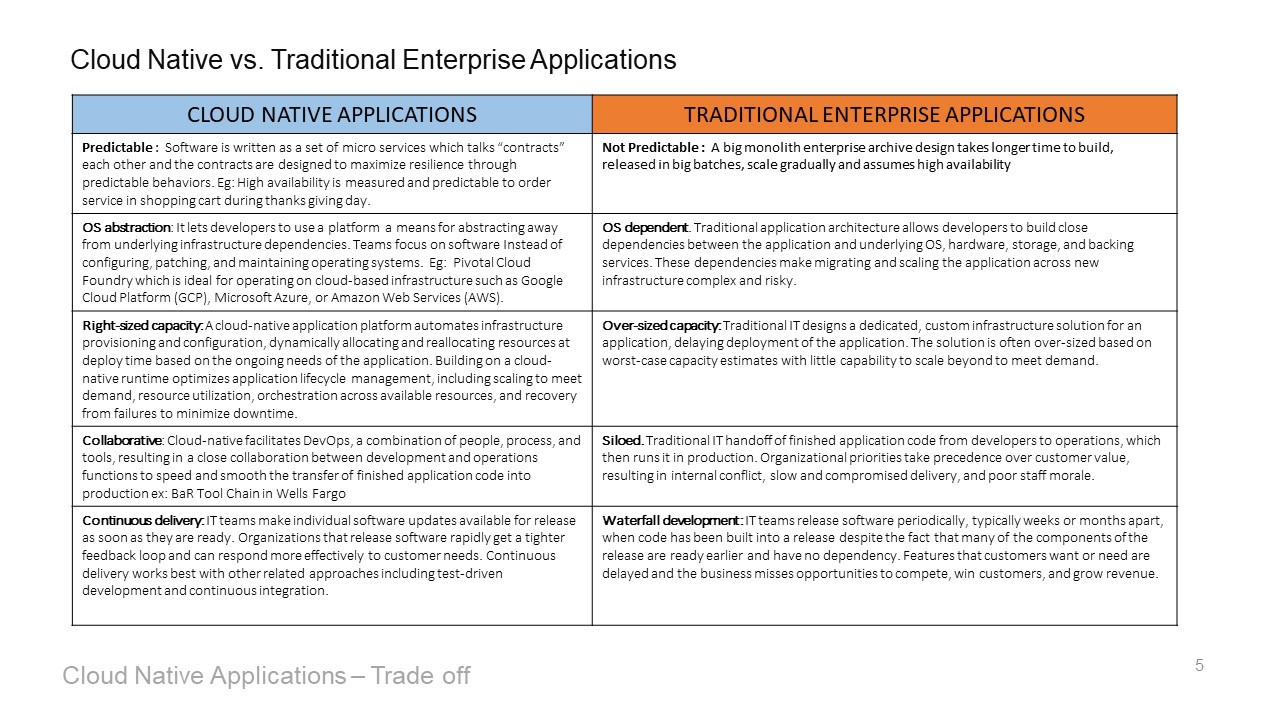 Cloud Native vs. Traditional Enterprise Applications
CLOUD NATIVE APPLICATIONS
TRADITIONAL ENTERPRISE APPLICATIONS
Predictable : Software is written as a set of micro services which talks “contracts”
each other and the contracts are designed to maximize resilience through
predictable behaviors. Eg: High availability is measured and predictable to order
service in shopping cart during thanks giving day.
Not Predictable : A big monolith enterprise archive design takes longer time to build,
released in big batches, scale gradually and assumes high availability
OS abstraction: It lets developers to use a platform a means for abstracting away
from underlying infrastructure dependencies. Teams focus on software Instead of
configuring, patching, and maintaining operating systems. Eg: Pivotal Cloud
Foundry which is ideal for operating on cloud-based infrastructure such as Google
Cloud Platform (GCP), Microsoft Azure, or Amazon Web Services (AWS).
OS dependent. Traditional application architecture allows developers to build close
dependencies between the application and underlying OS, hardware, storage, and backing
services. These dependencies make migrating and scaling the application across new
infrastructure complex and risky.
Right-sized capacity: A cloud-native application platform automates infrastructure
provisioning and configuration, dynamically allocating and reallocating resources at
deploy time based on the ongoing needs of the application. Building on a cloud-
native runtime optimizes application lifecycle management, including scaling to meet
demand, resource utilization, orchestration across available resources, and recovery
from failures to minimize downtime.
Over-sized capacity: Traditional IT designs a dedicated, custom infrastructure solution for an
application, delaying deployment of the application. The solution is often over-sized based on
worst-case capacity estimates with little capability to scale beyond to meet demand.
Collaborative: Cloud-native facilitates DevOps, a combination of people, process, and
tools, resulting in a close collaboration between development and operations
functions to speed and smooth the transfer of finished application code into
production ex: BaR Tool Chain in Wells Fargo
Siloed. Traditional IT handoff of finished application code from developers to operations, which
then runs it in production. Organizational priorities take precedence over customer value,
resulting in internal conflict, slow and compromised delivery, and poor staff morale.
Continuous delivery: IT teams make individual software updates available for release
as soon as they are ready. Organizations that release software rapidly get a tighter
feedback loop and can respond more effectively to customer needs. Continuous
delivery works best with other related approaches including test-driven
development and continuous integration.
Waterfall development: IT teams release software periodically, typically weeks or months apart,
when code has been built into a release despite the fact that many of the components of the
release are ready earlier and have no dependency. Features that customers want or need are
delayed and the business misses opportunities to compete, win customers, and grow revenue.
Cloud Native Applications – Trade off
5